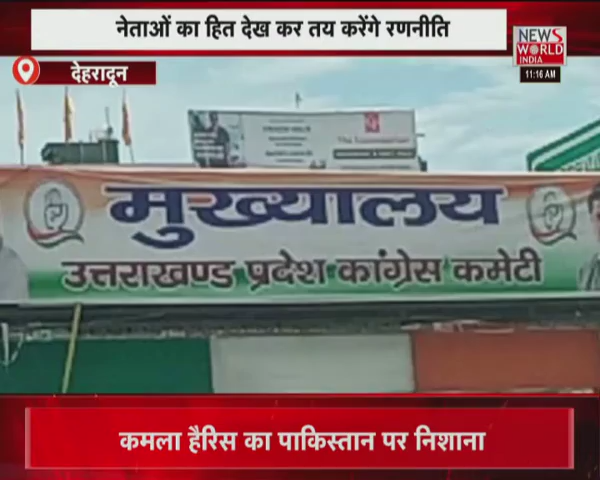 नेताओं का हित देख कर तय करेंगे रणनीति
NEWS
WORLD
INDIA
11:16 AM
देहरादून
मुख्यालय
उत्तराखण्ड प्रदेश कांग्रेस कमेटी
कमला हैरिस का पाकिस्तान पर निशाना